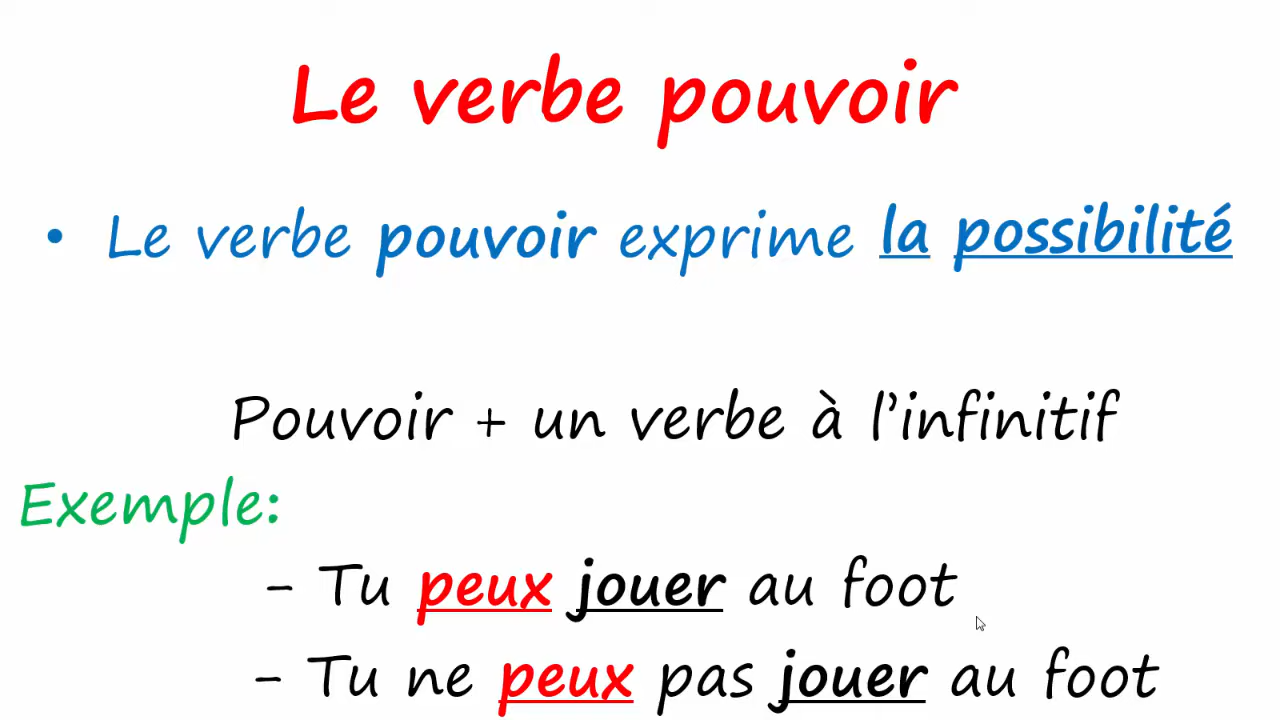 Le verbe pouvoir
• Le verbe pouvoir exprime la possibilité
Pouvoir + un verbe à l’infinitif
Exemple:
- Tu peux jouer au foot
- Tu ne peux pas jouer au foot